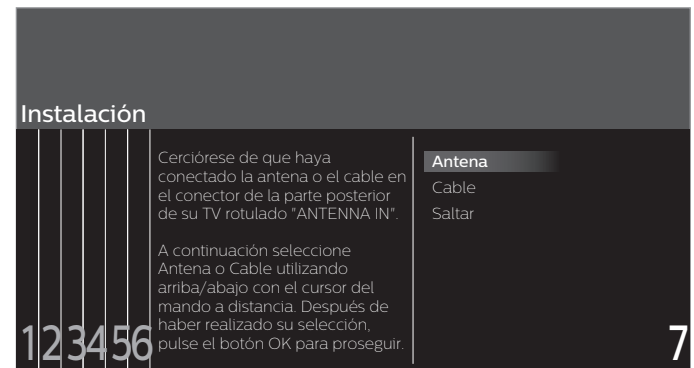 Instalación
Cerciórese de que haya
conectado la antena o el cable en
el conector de la parte posterior
de su TV rotulado "ANTENNA IN".
A continuación seleccione
Antena o Cable utilizando
arriba/abajo con el cursor del
mando a distancia. Después de
haber realizado su selección,
pulse el botón OK para proseguir.
Antena
Cable
Saltar
123456
7